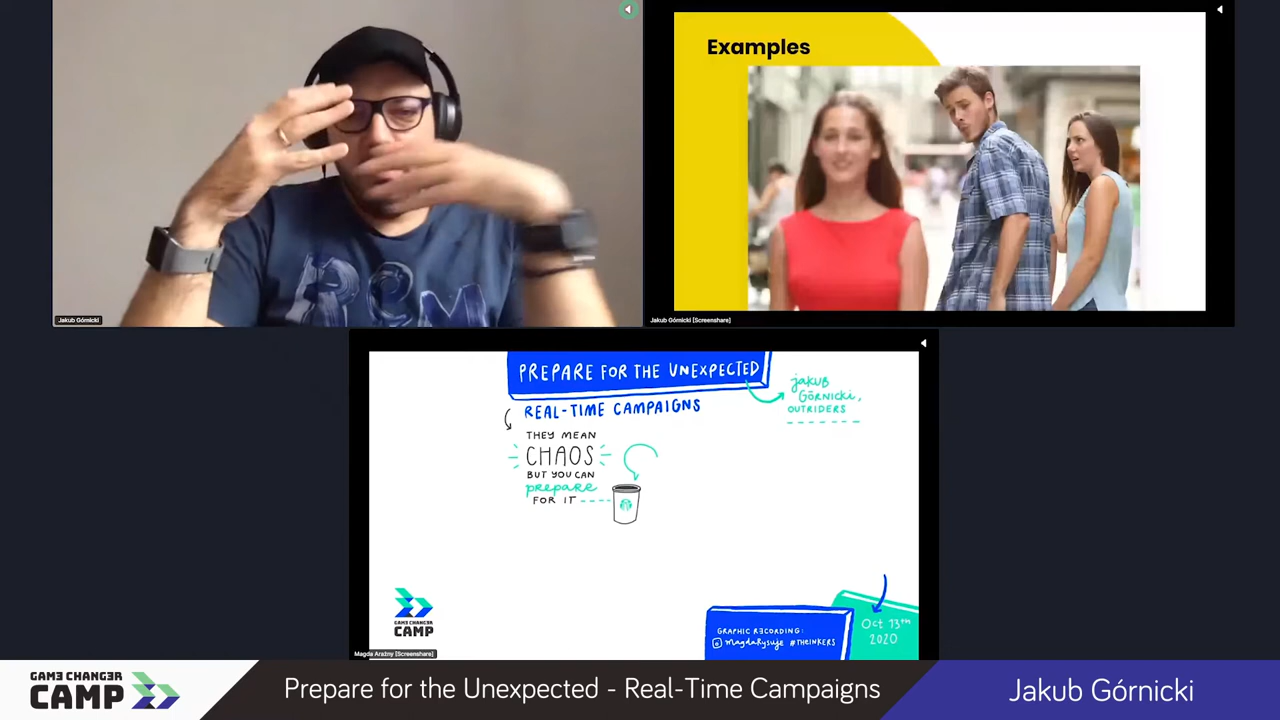 Examples
RCM
Jakub Górnicki
Jakub Górnicki [Screenshare]
PREPARE FOR THE UNEXPECTED
jakub
GÓRNICKI,
OUTRIDERS
REAL-TIME CAMPAIGNS
THEY MEAN
CHAOS
BUT YOU CAN
prepare
FOR IT
GAME CHANGER
CAMP
GRAPHIC RECORDING:
MagdaRysuje #THRINKERS
Oct 13th
2020
Magda Arażny [Screenshare]
GAME CHANGER
CAMP
Prepare for the Unexpected - Real-Time Campaigns
Jakub Górnicki